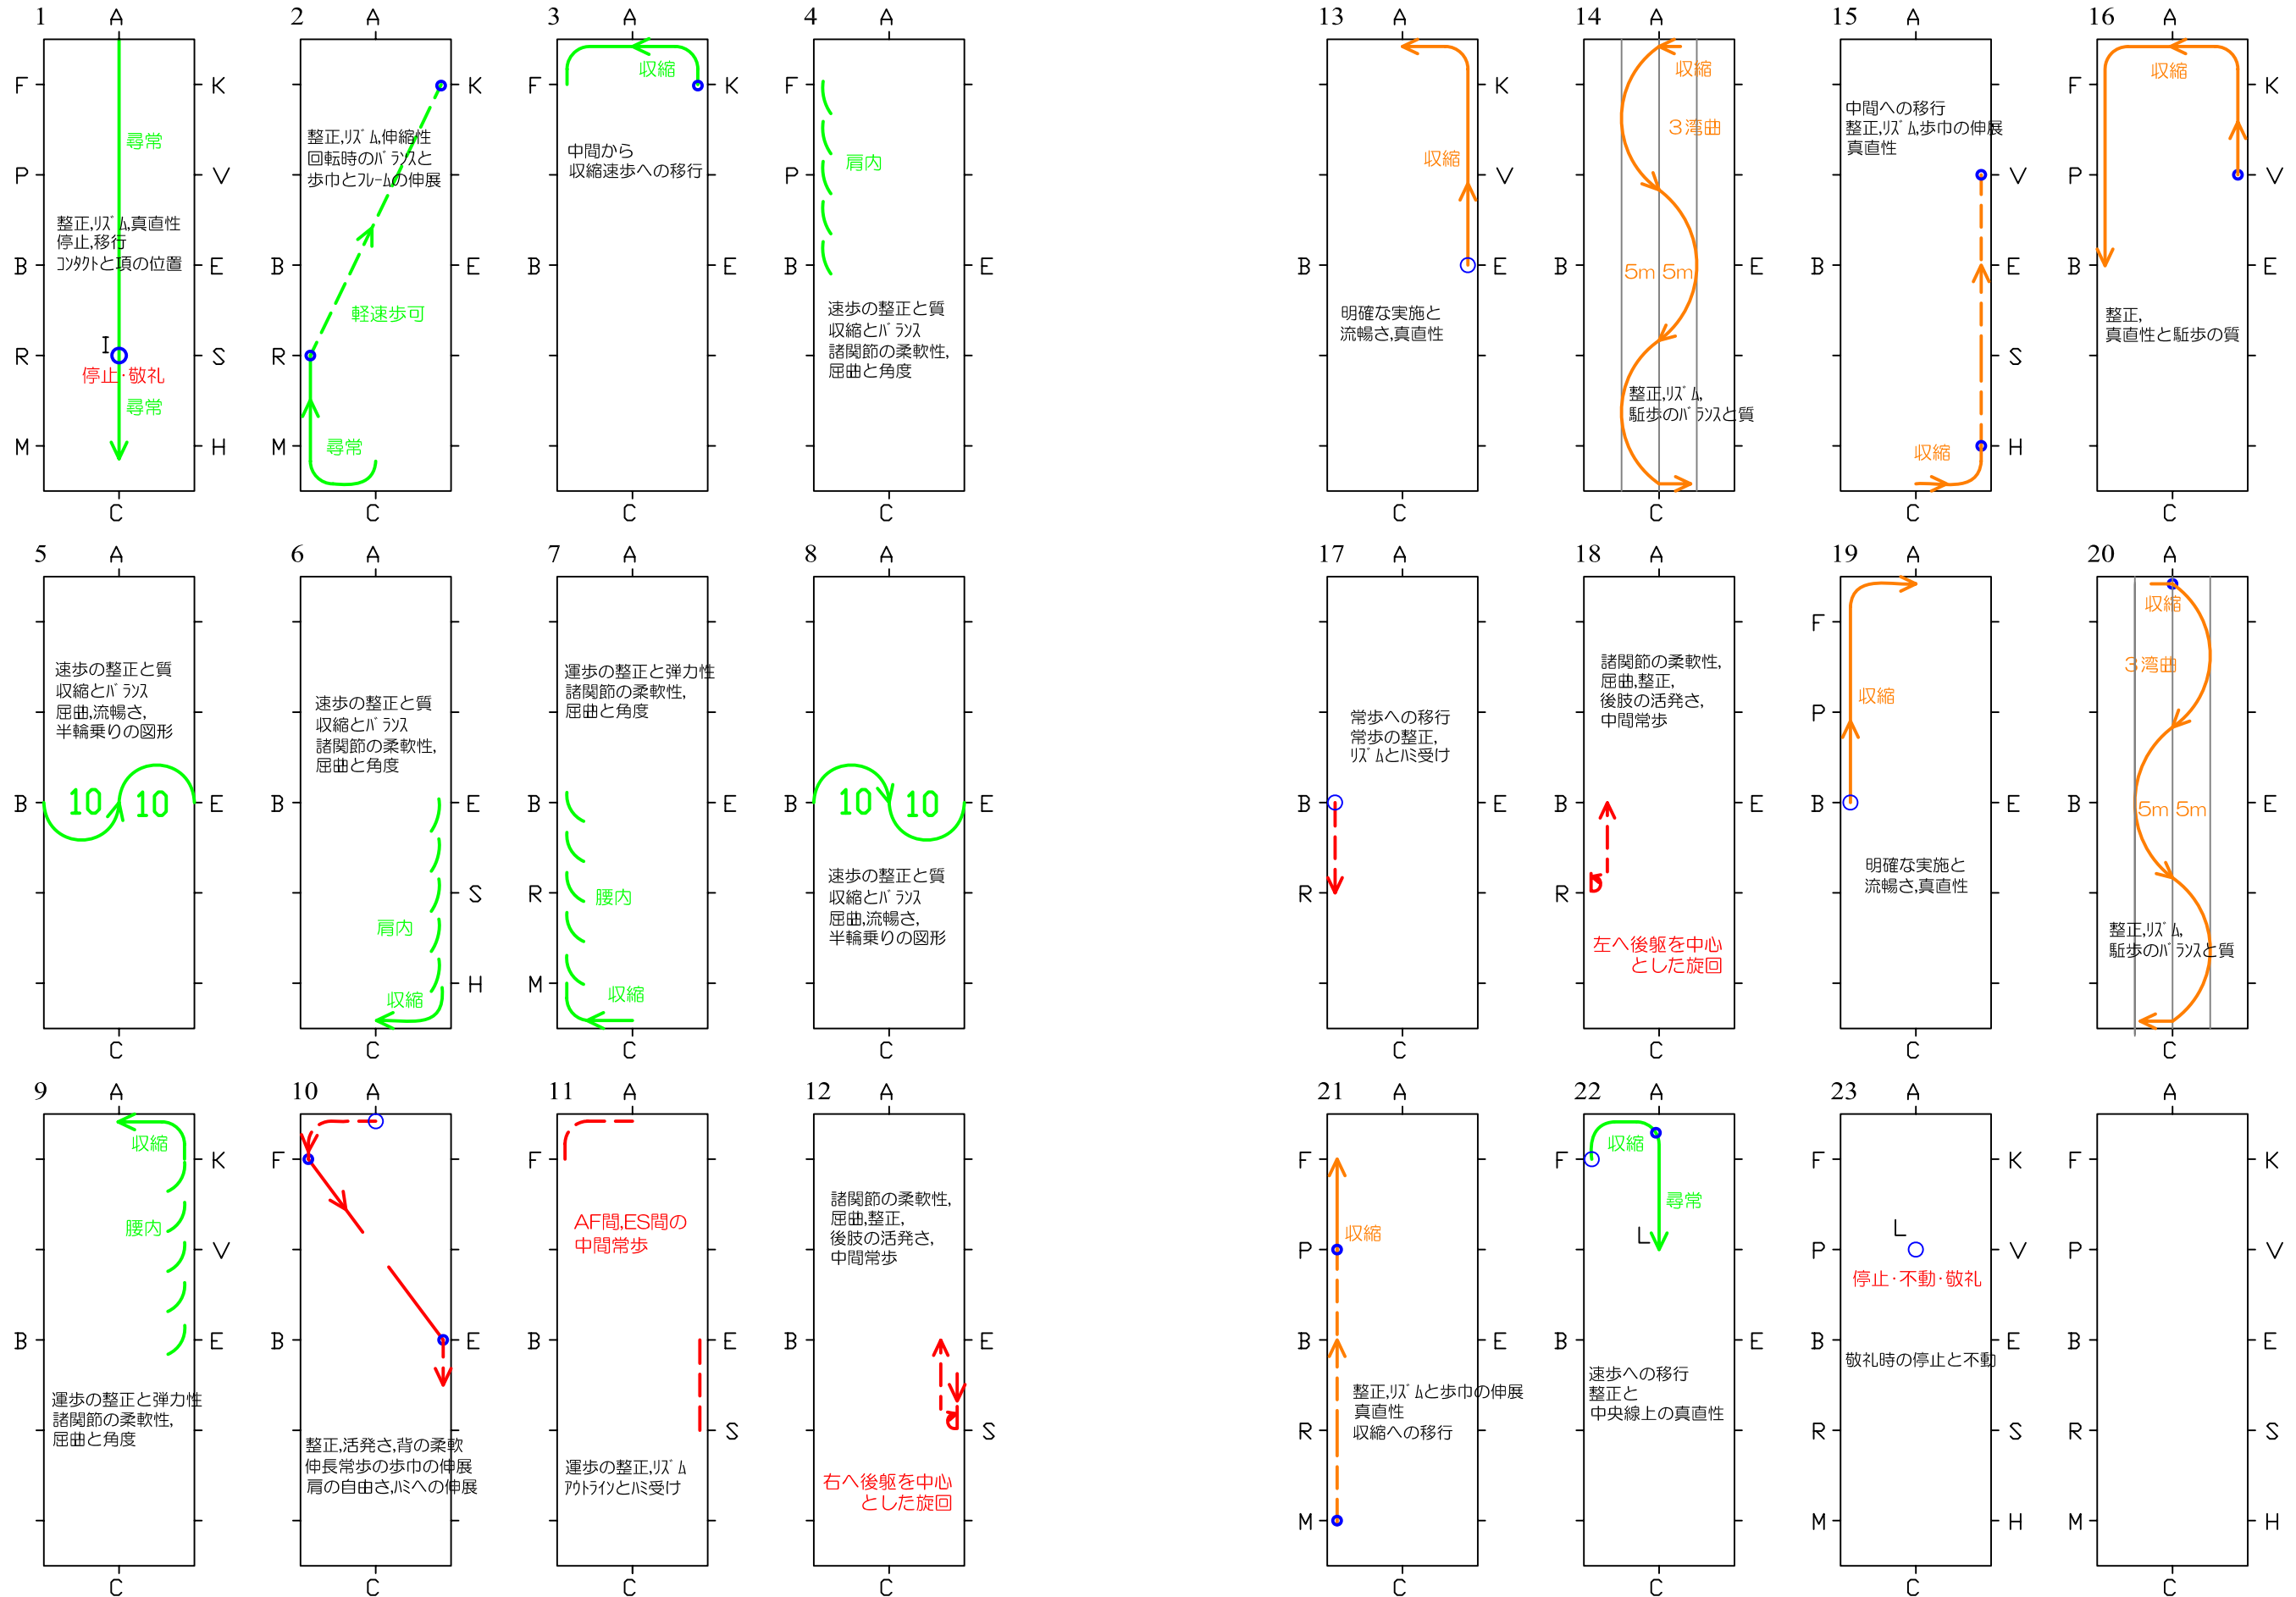 1 A
F K
尋常
P V
整正,ﾘｽﾞﾑ,真直性
停止,移行
ｺﾝﾀｸﾄと項の位置
B E
I
R S
停止・敬礼
尋常
M H
C
2 A
K
整正,ﾘｽﾞﾑ,伸縮性
回転時のﾊﾞﾗﾝｽと
歩巾とﾌﾚｰﾑの伸展
B E
軽速歩可
R
M 尋常
C
3 A
収縮
F K
中間から
収縮速歩への移行
B E
C
4 A
F
肩内
P
B E
速歩の整正と質
収縮とﾊﾞﾗﾝｽ
諸関節の柔軟性,
屈曲と角度
C
13 A
K
収縮
V
B E
明確な実施と
流暢さ,真直性
C
14 A
収縮
3湾曲
B 5m 5m E
整正,ﾘｽﾞﾑ,
駈歩のﾊﾞﾗﾝｽと質
C
15 A
中間への移行
整正,ﾘｽﾞﾑ,歩巾の伸展
真直性
V
B E
S
収縮 H
C
16 A
収縮
F K
P V
B E
整正,
真直性と駈歩の質
C
5 A
速歩の整正と質
収縮とﾊﾞﾗﾝｽ
屈曲,流暢さ,
半輪乗りの図形
B 10 10 E
C
6 A
速歩の整正と質
収縮とﾊﾞﾗﾝｽ
諸関節の柔軟性,
屈曲と角度
B E
S
肩内
収縮 H
C
7 A
運歩の整正と弾力性
諸関節の柔軟性,
屈曲と角度
B E
R 腰内
M 収縮
C
8 A
B 10 10 E
速歩の整正と質
収縮とﾊﾞﾗﾝｽ
屈曲,流暢さ,
半輪乗りの図形
C
17 A
常歩への移行
常歩の整正,
ﾘｽﾞﾑとﾊﾐ受け
B E
R
C
18 A
諸関節の柔軟性,
屈曲,整正,
後肢の活発さ,
中間常歩
B E
R
左へ後躯を中心
とした旋回
C
19 A
F
収縮
P
B E
明確な実施と
流暢さ,真直性
C
20 A
収縮
3湾曲
B 5m 5m E
整正,ﾘｽﾞﾑ,
駈歩のﾊﾞﾗﾝｽと質
C
9 A
収縮
K
腰内
V
B E
運歩の整正と弾力性
諸関節の柔軟性,
屈曲と角度
C
10 A
F
B E
整正,活発さ,背の柔軟
伸長常歩の歩巾の伸展
肩の自由さ,ﾊﾐへの伸展
C
11 A
F
AF間,ES間の
中間常歩
B E
S
運歩の整正,ﾘｽﾞﾑ
ｱｳﾄﾗｲﾝとﾊﾐ受け
C
12 A
諸関節の柔軟性,
屈曲,整正,
後肢の活発さ,
中間常歩
B E
S
右へ後躯を中心
とした旋回
C
21 A
F
収縮
P
B E
整正,ﾘｽﾞﾑと歩巾の伸展
真直性
収縮への移行
R
M
C
22 A
収縮
F
尋常
L
B E
速歩への移行
整正と
中央線上の真直性
C
23 A
F K
L
P V
停止・不動・敬礼
B E
敬礼時の停止と不動
R S
M H
C
A
F K
P V
B E
R S
M H
C